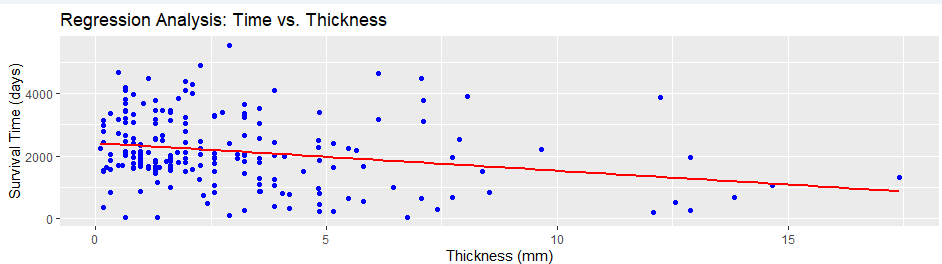 Regression Analysis: Time vs. Thickness
Survival Time (days)
4000
2000
0
0 5 10 15
Thickness (mm)